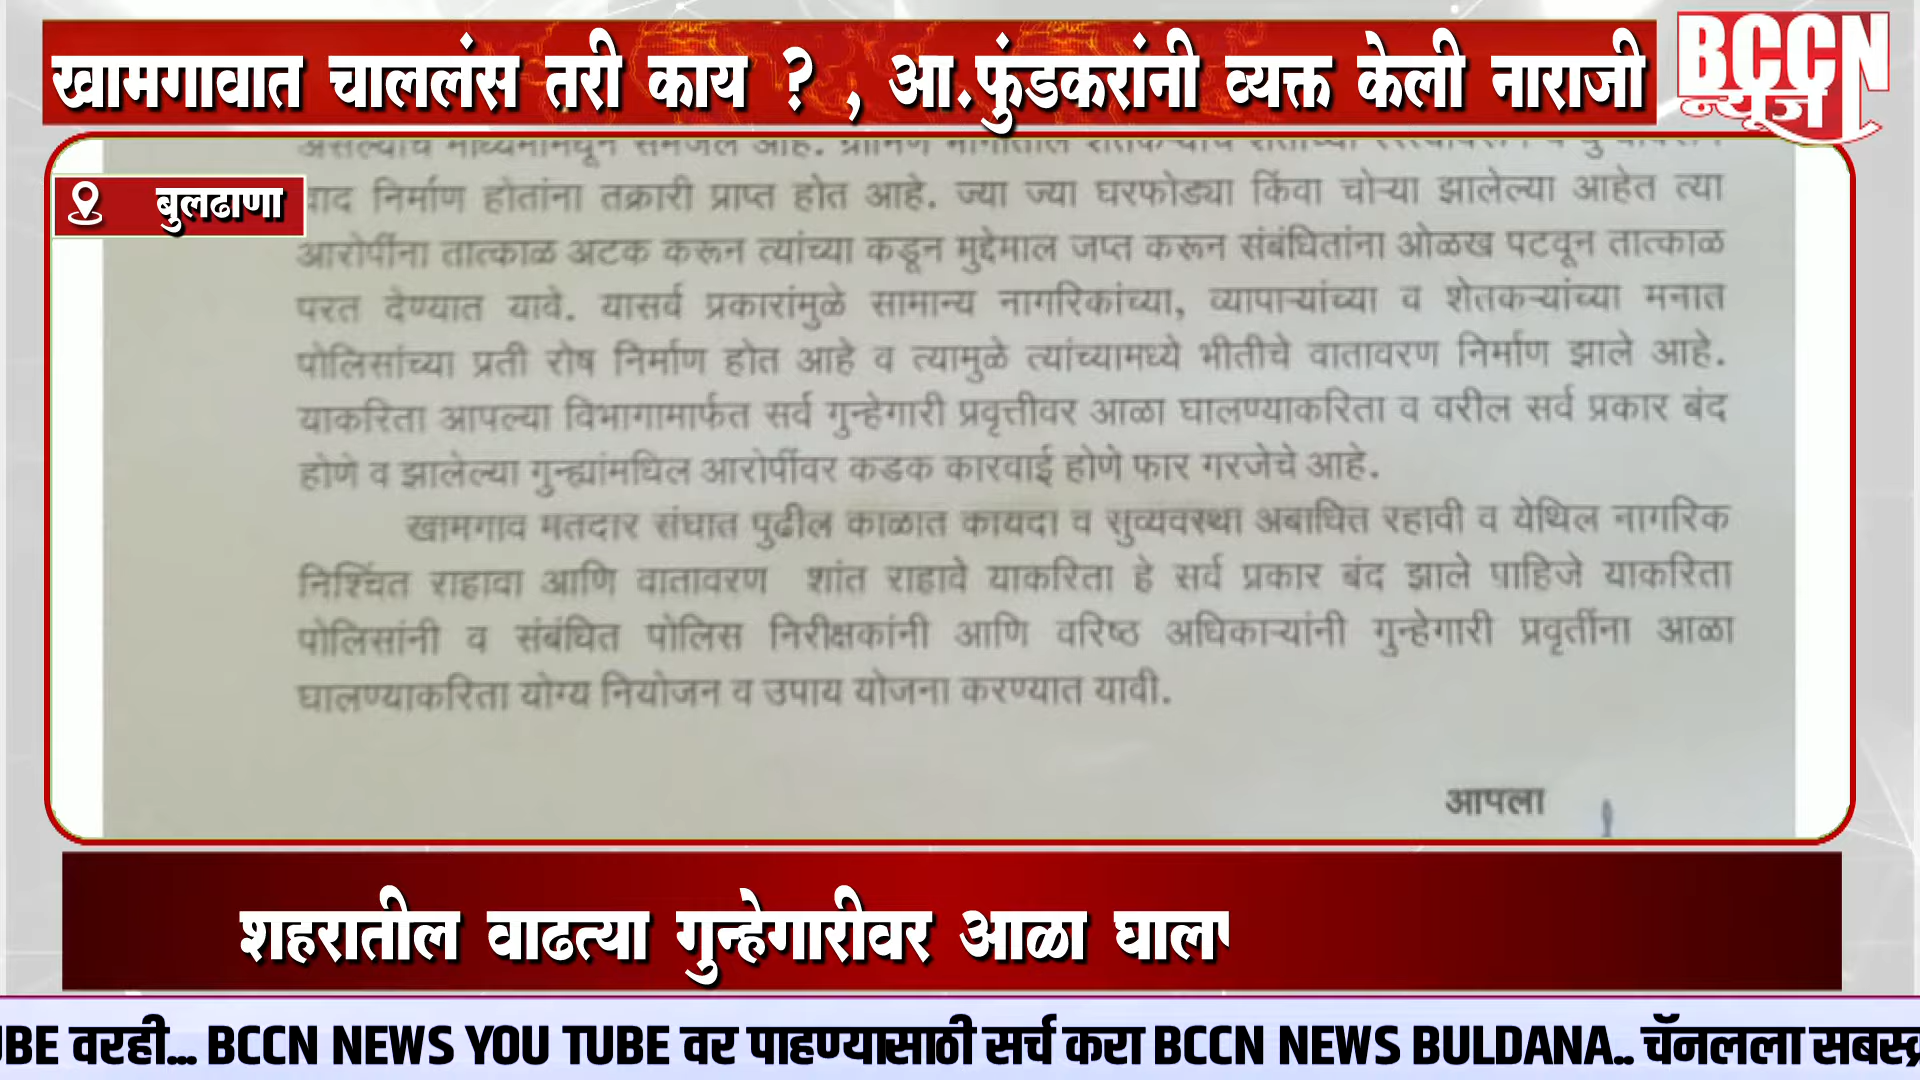 खामगावात चाललंस तरी काय ? , आ.फुंडकरांनी व्यक्त केली नाराजी
BCCN
न्यूज
बुलढाणा
वाद निर्माण होतांना तक्रारी प्राप्त होत आहे. ज्या ज्या घरफोड्या किंवा चोऱ्या झालेल्या आहेत त्या
आरोपींना तात्काळ अटक करून त्यांच्या कडून मुद्देमाल जप्त करून संबंधितांना ओळख पटवून तात्काळ
परत देण्यात यावे. यासर्व प्रकारांमुळे सामान्य नागरिकांच्या, व्यापाऱ्यांच्या व शेतकऱ्यांच्या मनात
पोलिसांच्या प्रती रोष निर्माण होत आहे व त्यामुळे त्यांच्यामध्ये भीतीचे वातावरण निर्माण झाले आहे.
याकरिता आपल्या विभागामार्फत सर्व गुन्हेगारी प्रवृत्तीवर आळा घालण्याकरिता व वरील सर्व प्रकार बंद
होणे व झालेल्या गुन्ह्यांमधिल आरोपींवर कडक कारवाई होणे फार गरजेचे आहे.
खामगाव मतदार संघात पुढील काळात कायदा व सुव्यवस्था अबाधित रहावी व येथिल नागरिक
निश्चिंत राहावा आणि वातावरण शांत राहावे याकरिता हे सर्व प्रकार बंद झाले पाहिजे याकरिता
पोलिसांनी व संबंधित पोलिस निरीक्षकांनी आणि वरिष्ठ अधिकाऱ्यांनी गुन्हेगारी प्रवृर्तींना आळा
घालण्याकरिता योग्य नियोजन व उपाय योजना करण्यात यावी.
आपला
शहरातील वाढत्या गुन्हेगारीवर आळा घाल
UBE वरही... BCCN NEWS YOU TUBE वर पाहण्यासाठी सर्च करा BCCN NEWS BULDANA.. चॅनलला सबस्क्र